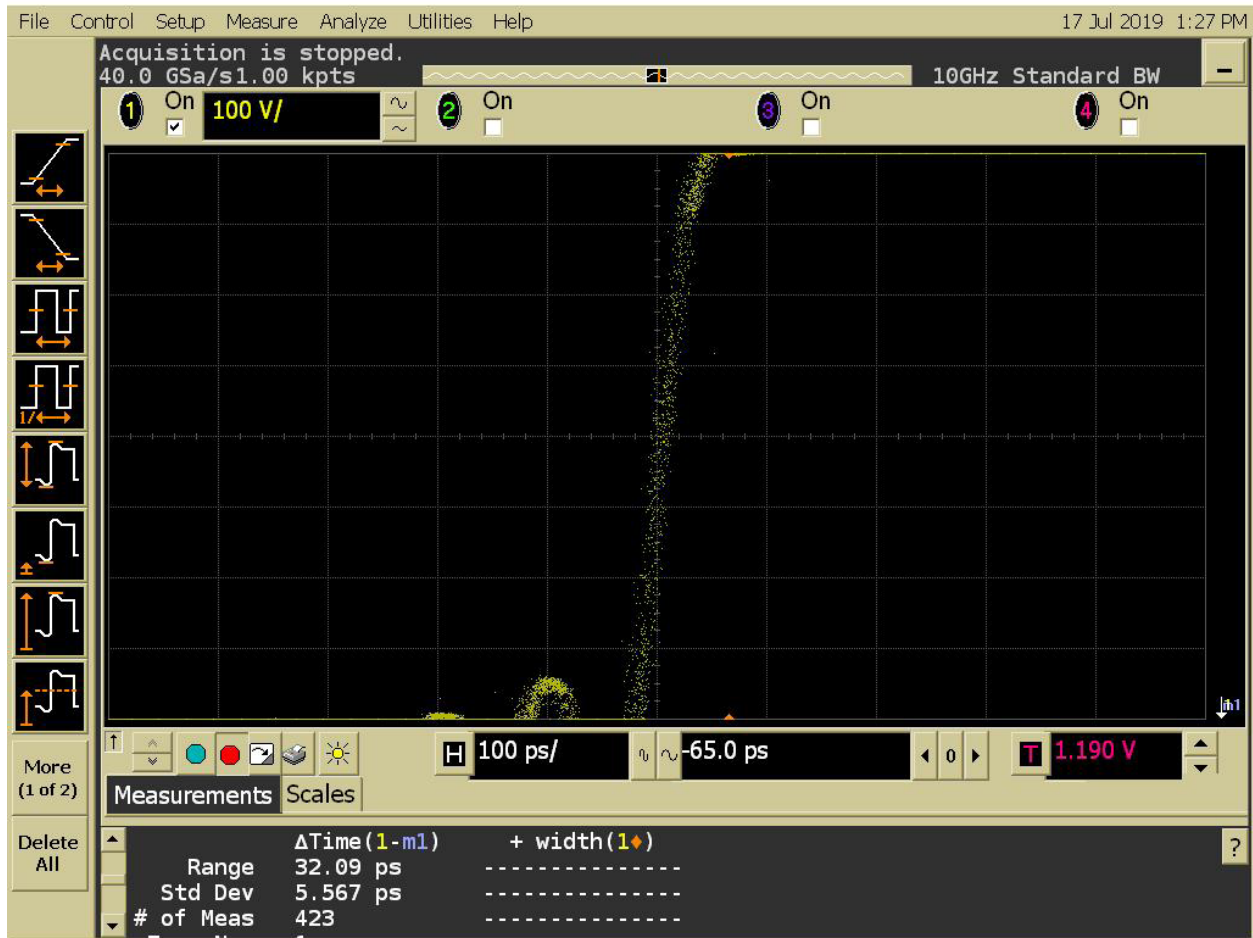 File Control Setup Measure Analyze Utilities Help 17 Jul 2019 1:27 PM
Acquisition is stopped.
40.0 GSa/s1.00 kpts 10GHz Standard BW
1 On 100 V/ 2 On 3 On 4 On
1/
m1
H 100 ps/ -65.0 ps 0 T 1.190 V
More
(1 of 2)
Measurements Scales
Delete
All
ΔTime(1-m1) + width(1♦) ?
Range 32.09 ps ---------------
Std Dev 5.567 ps ---------------
# of Meas 423 ---------------